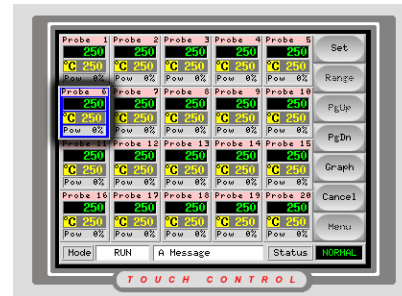 Probe 1 Probe 2 Probe 3 Probe 4 Probe 5
250 250 250 250 250
°C 250 °C 250 °C 250 °C 250 °C 250
Pow 0% Pow 0% Pow 0% Pow 0% Pow 0%
Probe 6 Probe 7 Probe 8 Probe 9 Probe 10
250 250 250 250 250
°C 250 °C 250 °C 250 °C 250 °C 250
Pow 0% Pow 0% Pow 0% Pow 0% Pow 0%
Probe 11 Probe 12 Probe 13 Probe 14 Probe 15
250 250 250 250 250
°C 250 °C 250 °C 250 °C 250 °C 250
Pow 0% Pow 0% Pow 0% Pow 0% Pow 0%
Probe 16 Probe 17 Probe 18 Probe 19 Probe 20
250 250 250 250 250
°C 250 °C 250 °C 250 °C 250 °C 250
Pow 0% Pow 0% Pow 0% Pow 0% Pow 0%
Set
Range
PgUp
PgDn
Graph
Cancel
Menu
Mode RUN A Message Status NORMAL
TOUCH CONTROL